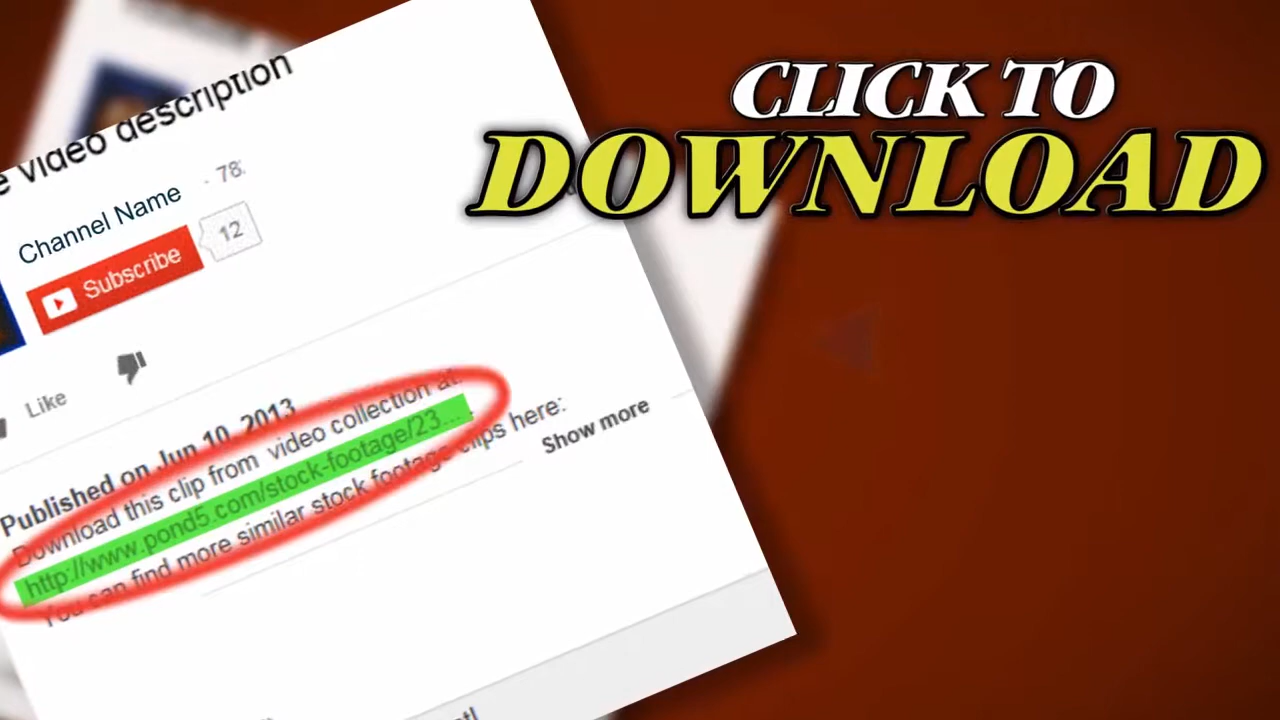 CLICK TO
DOWNLOAD
video description
Channel Name
Subscribe
12
Like
Published on Jun 10, 2013
Download this clip from video collection at:
http://www.pond5.com/stock-footage/23...
You can find more similar stock footage clips here:
Show more